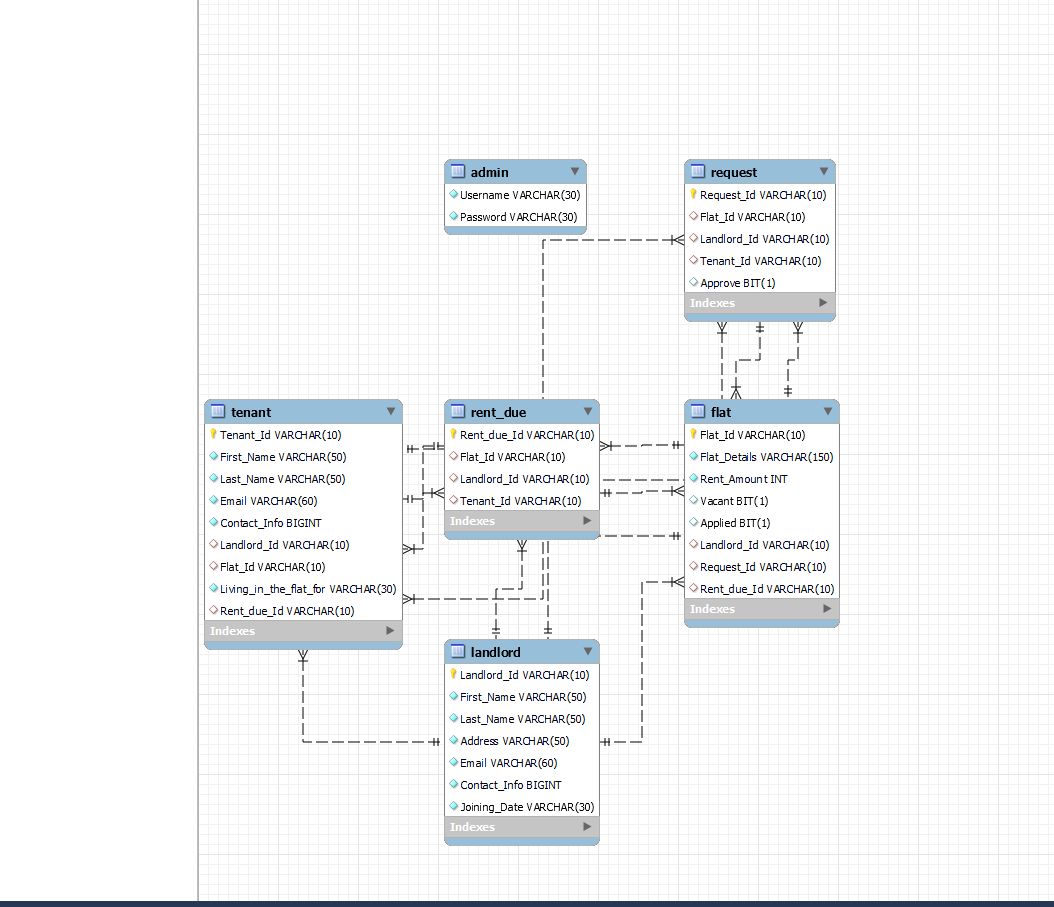 admin
Username VARCHAR(30)
Password VARCHAR(30)
request
Request_Id VARCHAR(10)
Flat_Id VARCHAR(10)
Landlord_Id VARCHAR(10)
Tenant_Id VARCHAR(10)
Approve BIT(1)
Indexes
tenant
Tenant_Id VARCHAR(10)
First_Name VARCHAR(50)
Last_Name VARCHAR(50)
Email VARCHAR(60)
Contact_Info BIGINT
Landlord_Id VARCHAR(10)
Flat_Id VARCHAR(10)
Living_in_the_flat_for VARCHAR(30)
Rent_due_Id VARCHAR(10)
Indexes
rent_due
Rent_due_Id VARCHAR(10)
Flat_Id VARCHAR(10)
Landlord_Id VARCHAR(10)
Tenant_Id VARCHAR(10)
Indexes
flat
Flat_Id VARCHAR(10)
Flat_Details VARCHAR(150)
Rent_Amount INT
Vacant BIT(1)
Applied BIT(1)
Landlord_Id VARCHAR(10)
Request_Id VARCHAR(10)
Rent_due_Id VARCHAR(10)
Indexes
landlord
Landlord_Id VARCHAR(10)
First_Name VARCHAR(50)
Last_Name VARCHAR(50)
Address VARCHAR(50)
Email VARCHAR(60)
Contact_Info BIGINT
Joining_Date VARCHAR(30)
Indexes